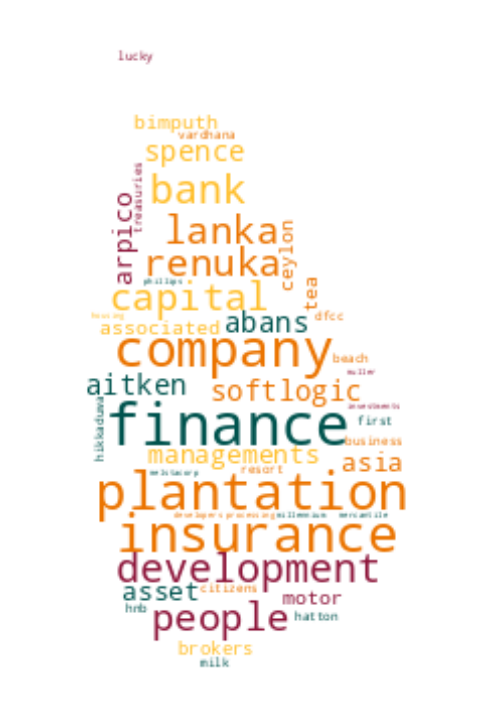 lucky
bimputh
vardhana
spence
treasuries
bank
arpico
lanka
ceylon
renuka
phillips
tea
capital
housing
abans
dfcc
associated
company
beach
muller
aitken
softlogic
hikkaduwa
finance
investments
first
business
managements
asia
resort
melstacorp
plantation
developers processing millennium mercantile
insurance
development
asset
citizens
motor
hnb
people
hatton
brokers
milk